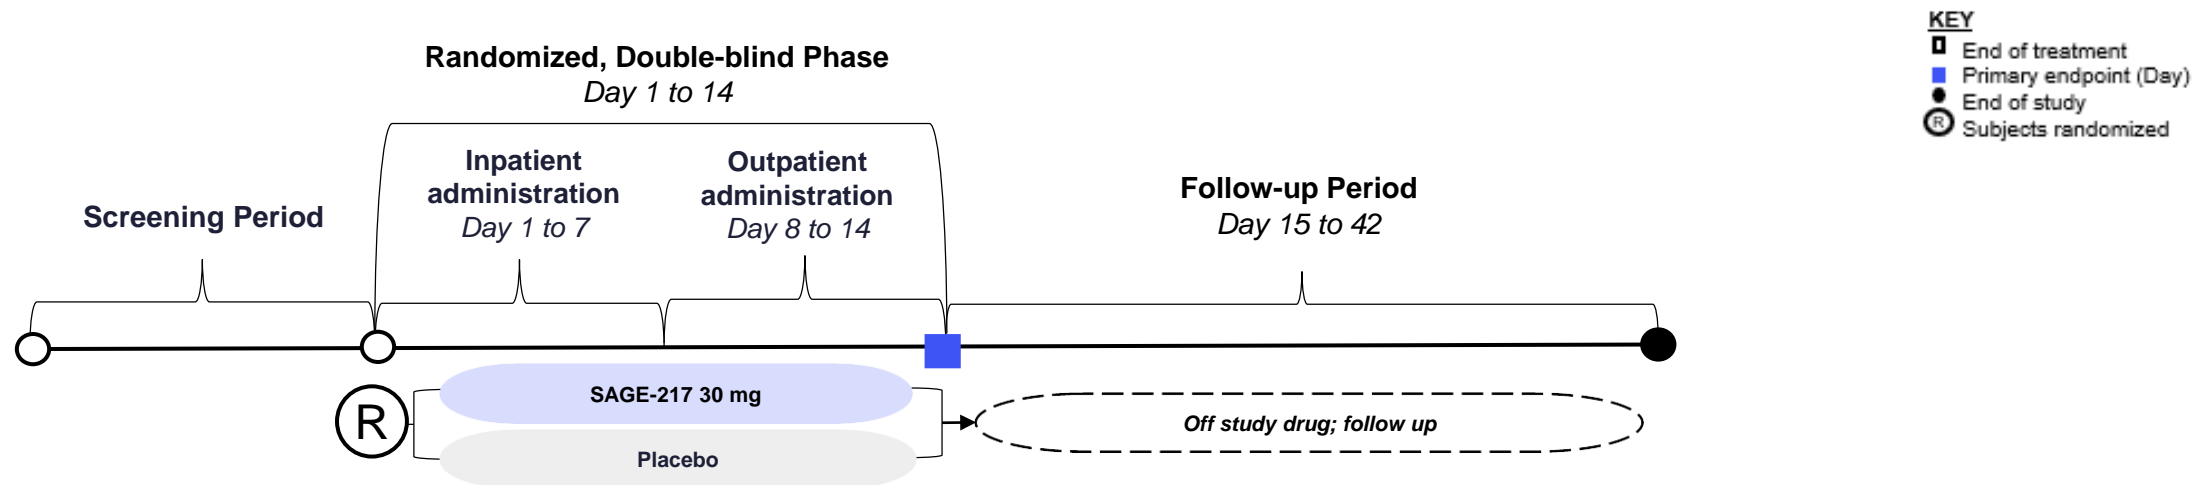 KEY
End of treatment
Primary endpoint (Day)
End of study
R Subjects randomized
Randomized, Double-blind Phase
Day 1 to 14
Inpatient
administration
Day 1 to 7
Outpatient
administration
Day 8 to 14
Screening Period
Follow-up Period
Day 15 to 42
R
SAGE-217 30 mg
Placebo
Off study drug; follow up